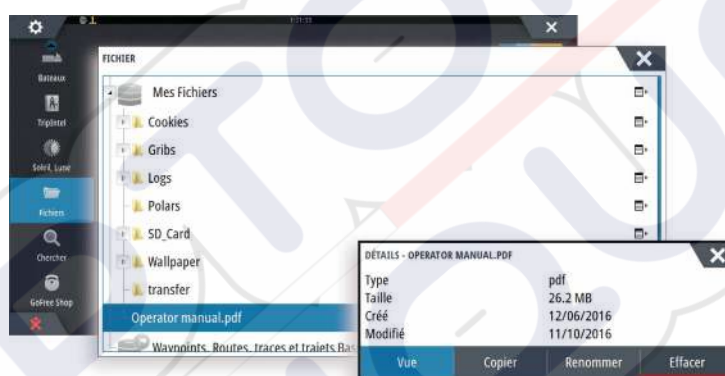 FICHIER
Mes Fichiers
Cookies
Gribs
Logs
Polars
SD_Card
Wallpaper
transfer
Operator manual.pdf
Waypoints, Routes, traces et trajets Bas
Bateaux
TripIntel
Soleil, Lune
Fichiers
Chercher
GoFree Shop
DÉTAILS - OPERATOR MANUAL.PDF
Type pdf
Taille 26.2 MB
Créé 12/06/2016
Modifié 11/10/2016
Vue Copier Renommer Effacer